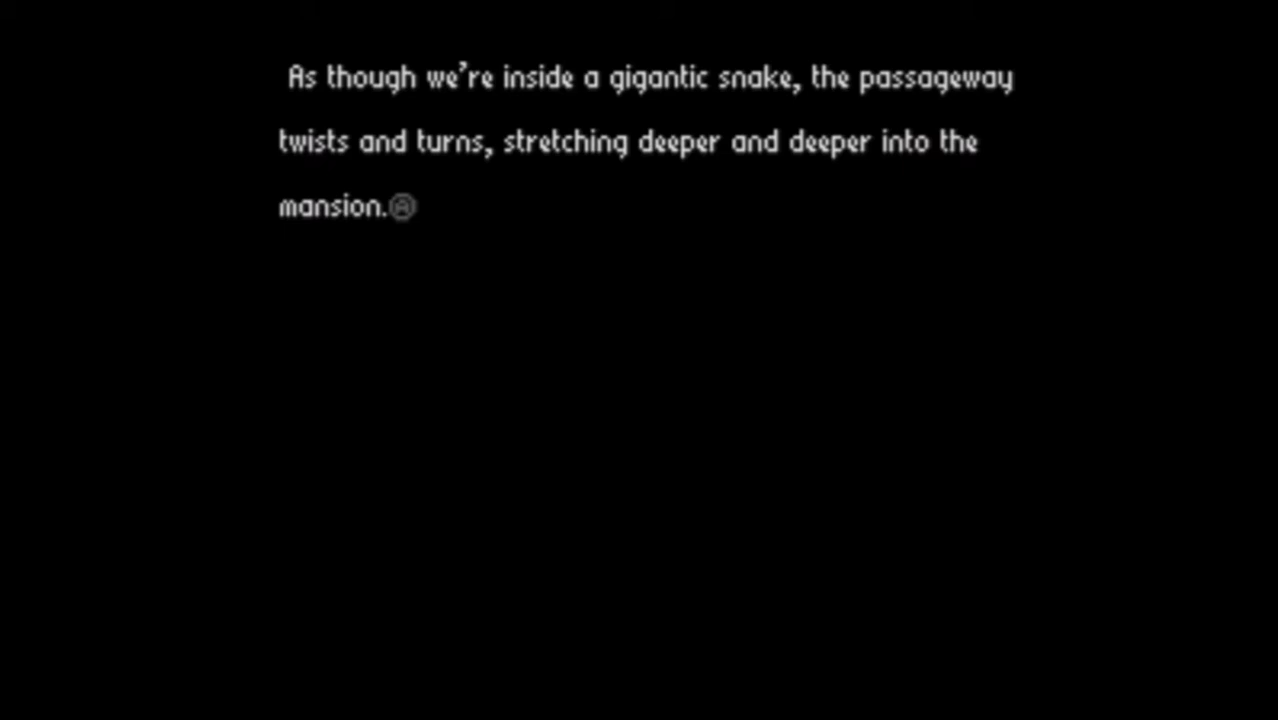 As though we're inside a gigantic snake, the passageway
twists and turns, stretching deeper and deeper into the
mansion.Ⓐ